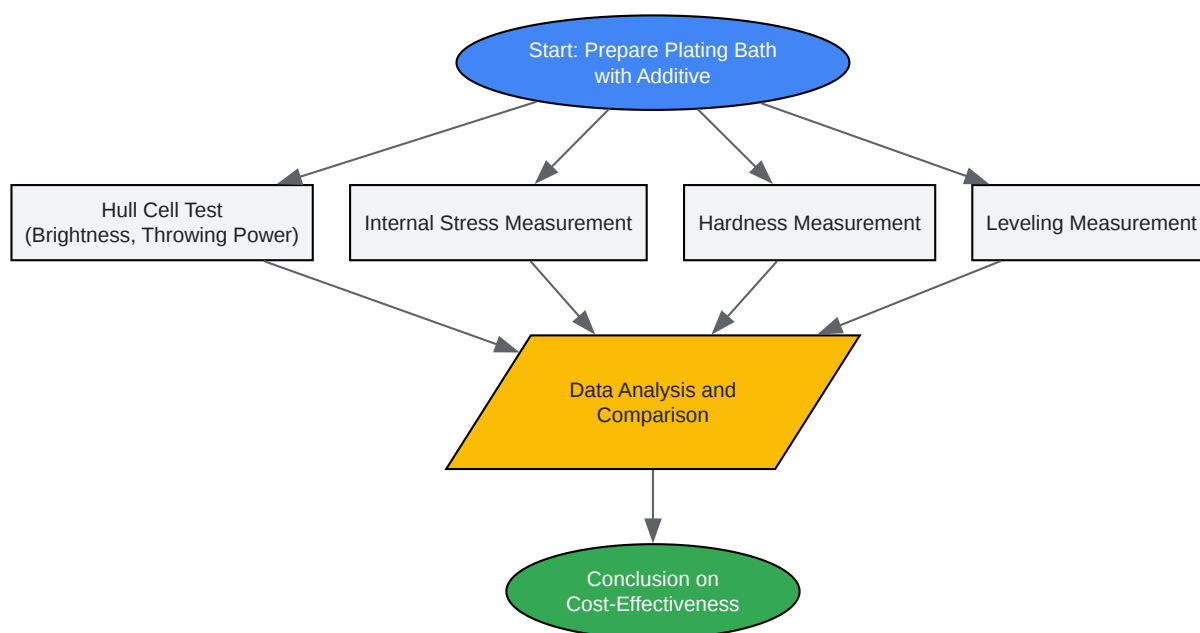 Start: Prepare Plating Bath
with Additive
Hull Cell Test
(Brightness, Throwing Power)
Internal Stress Measurement
Hardness Measurement
Leveling Measurement
Data Analysis and
Comparison
Conclusion on
Cost-Effectiveness